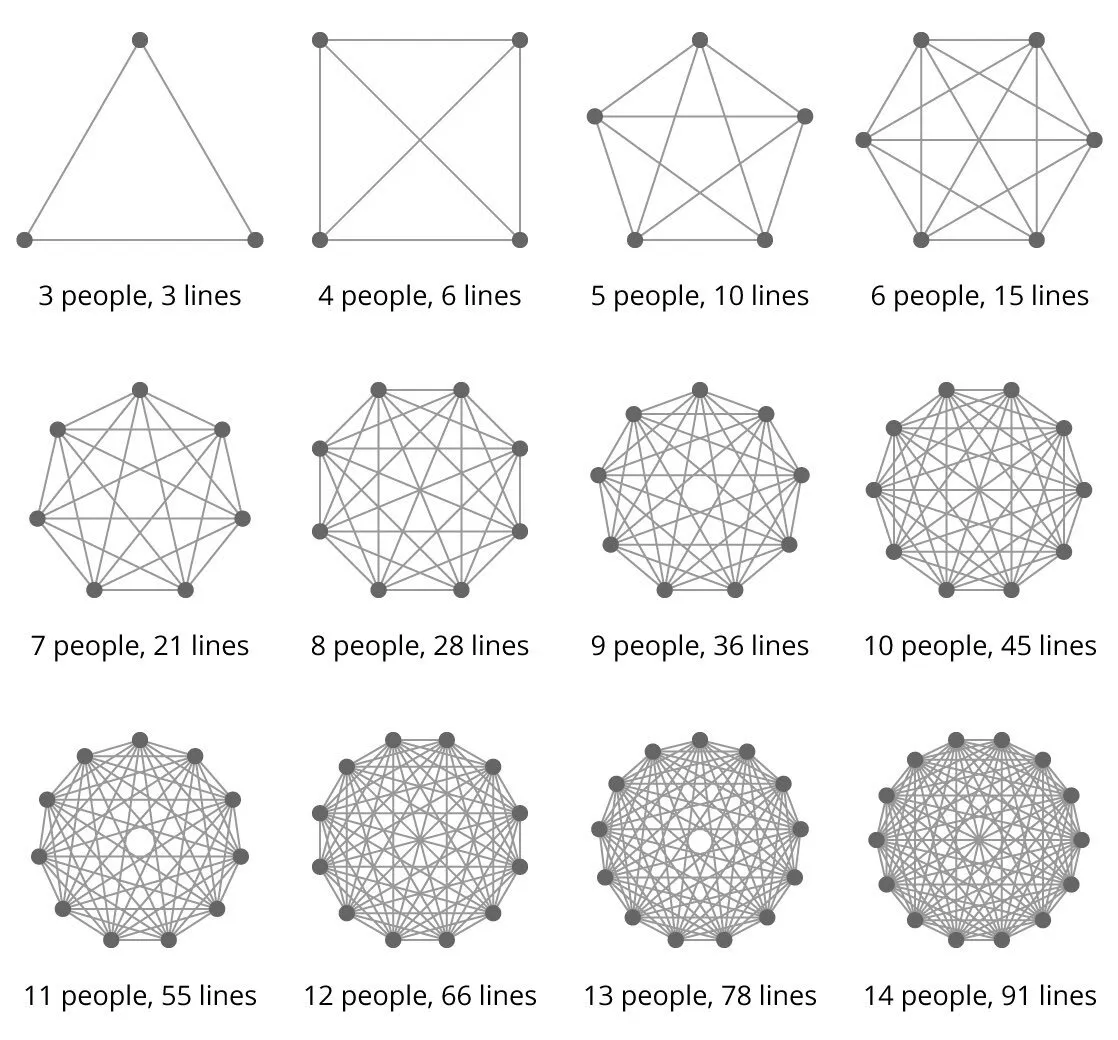 3 people, 3 lines
4 people, 6 lines
5 people, 10 lines
6 people, 15 lines
7 people, 21 lines
8 people, 28 lines
9 people, 36 lines
10 people, 45 lines
11 people, 55 lines
12 people, 66 lines
13 people, 78 lines
14 people, 91 lines